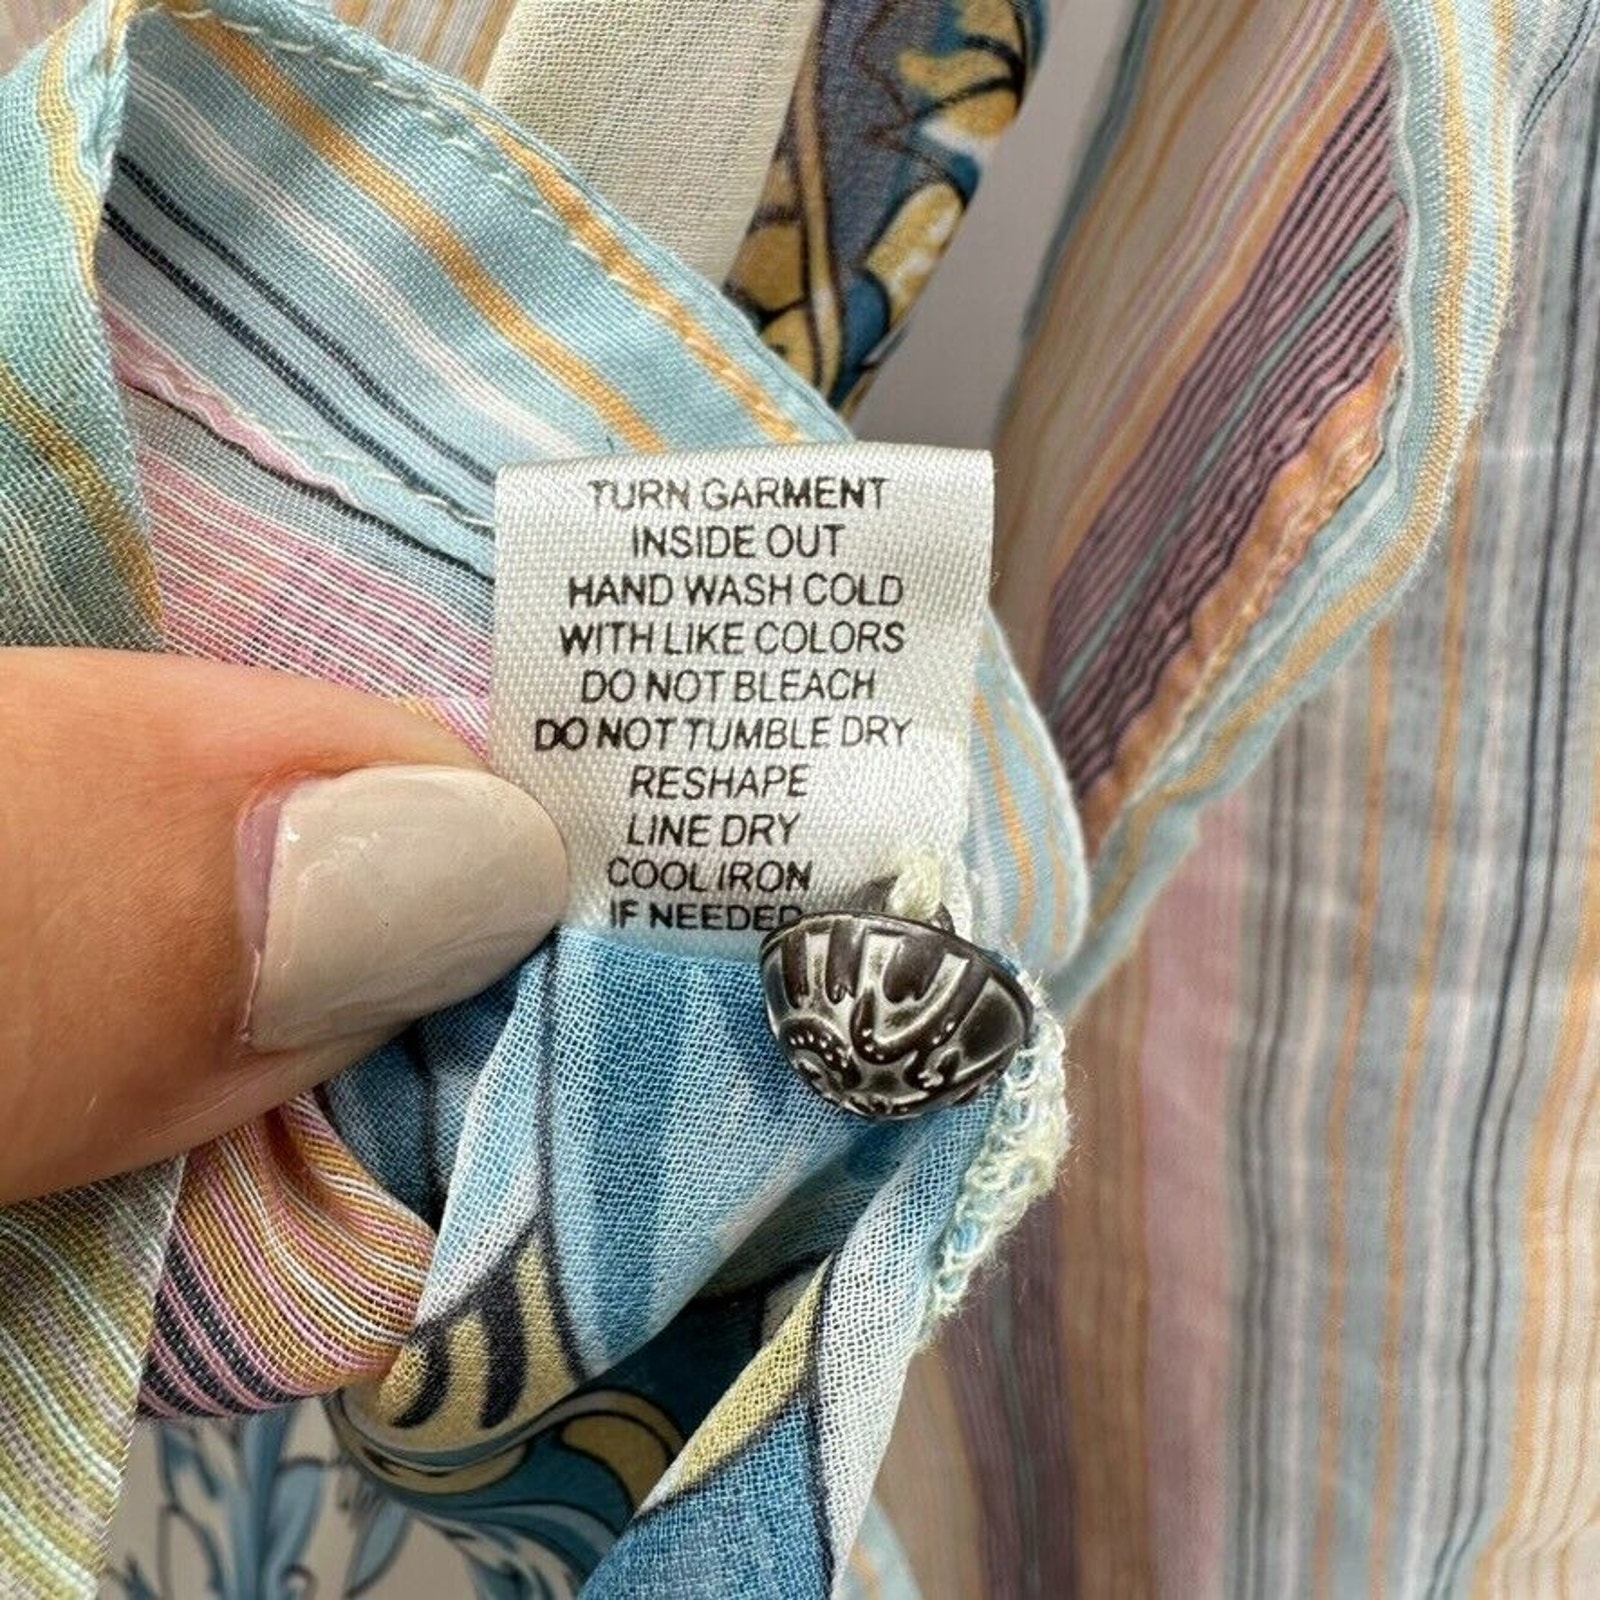 TURN GARMENT
INSIDE OUT
HAND WASH COLD
WITH LIKE COLORS
DO NOT BLEACH
DO NOT TUMBLE DRY
RESHAPE
LINE DRY
COOL IRON
IF NEEDED